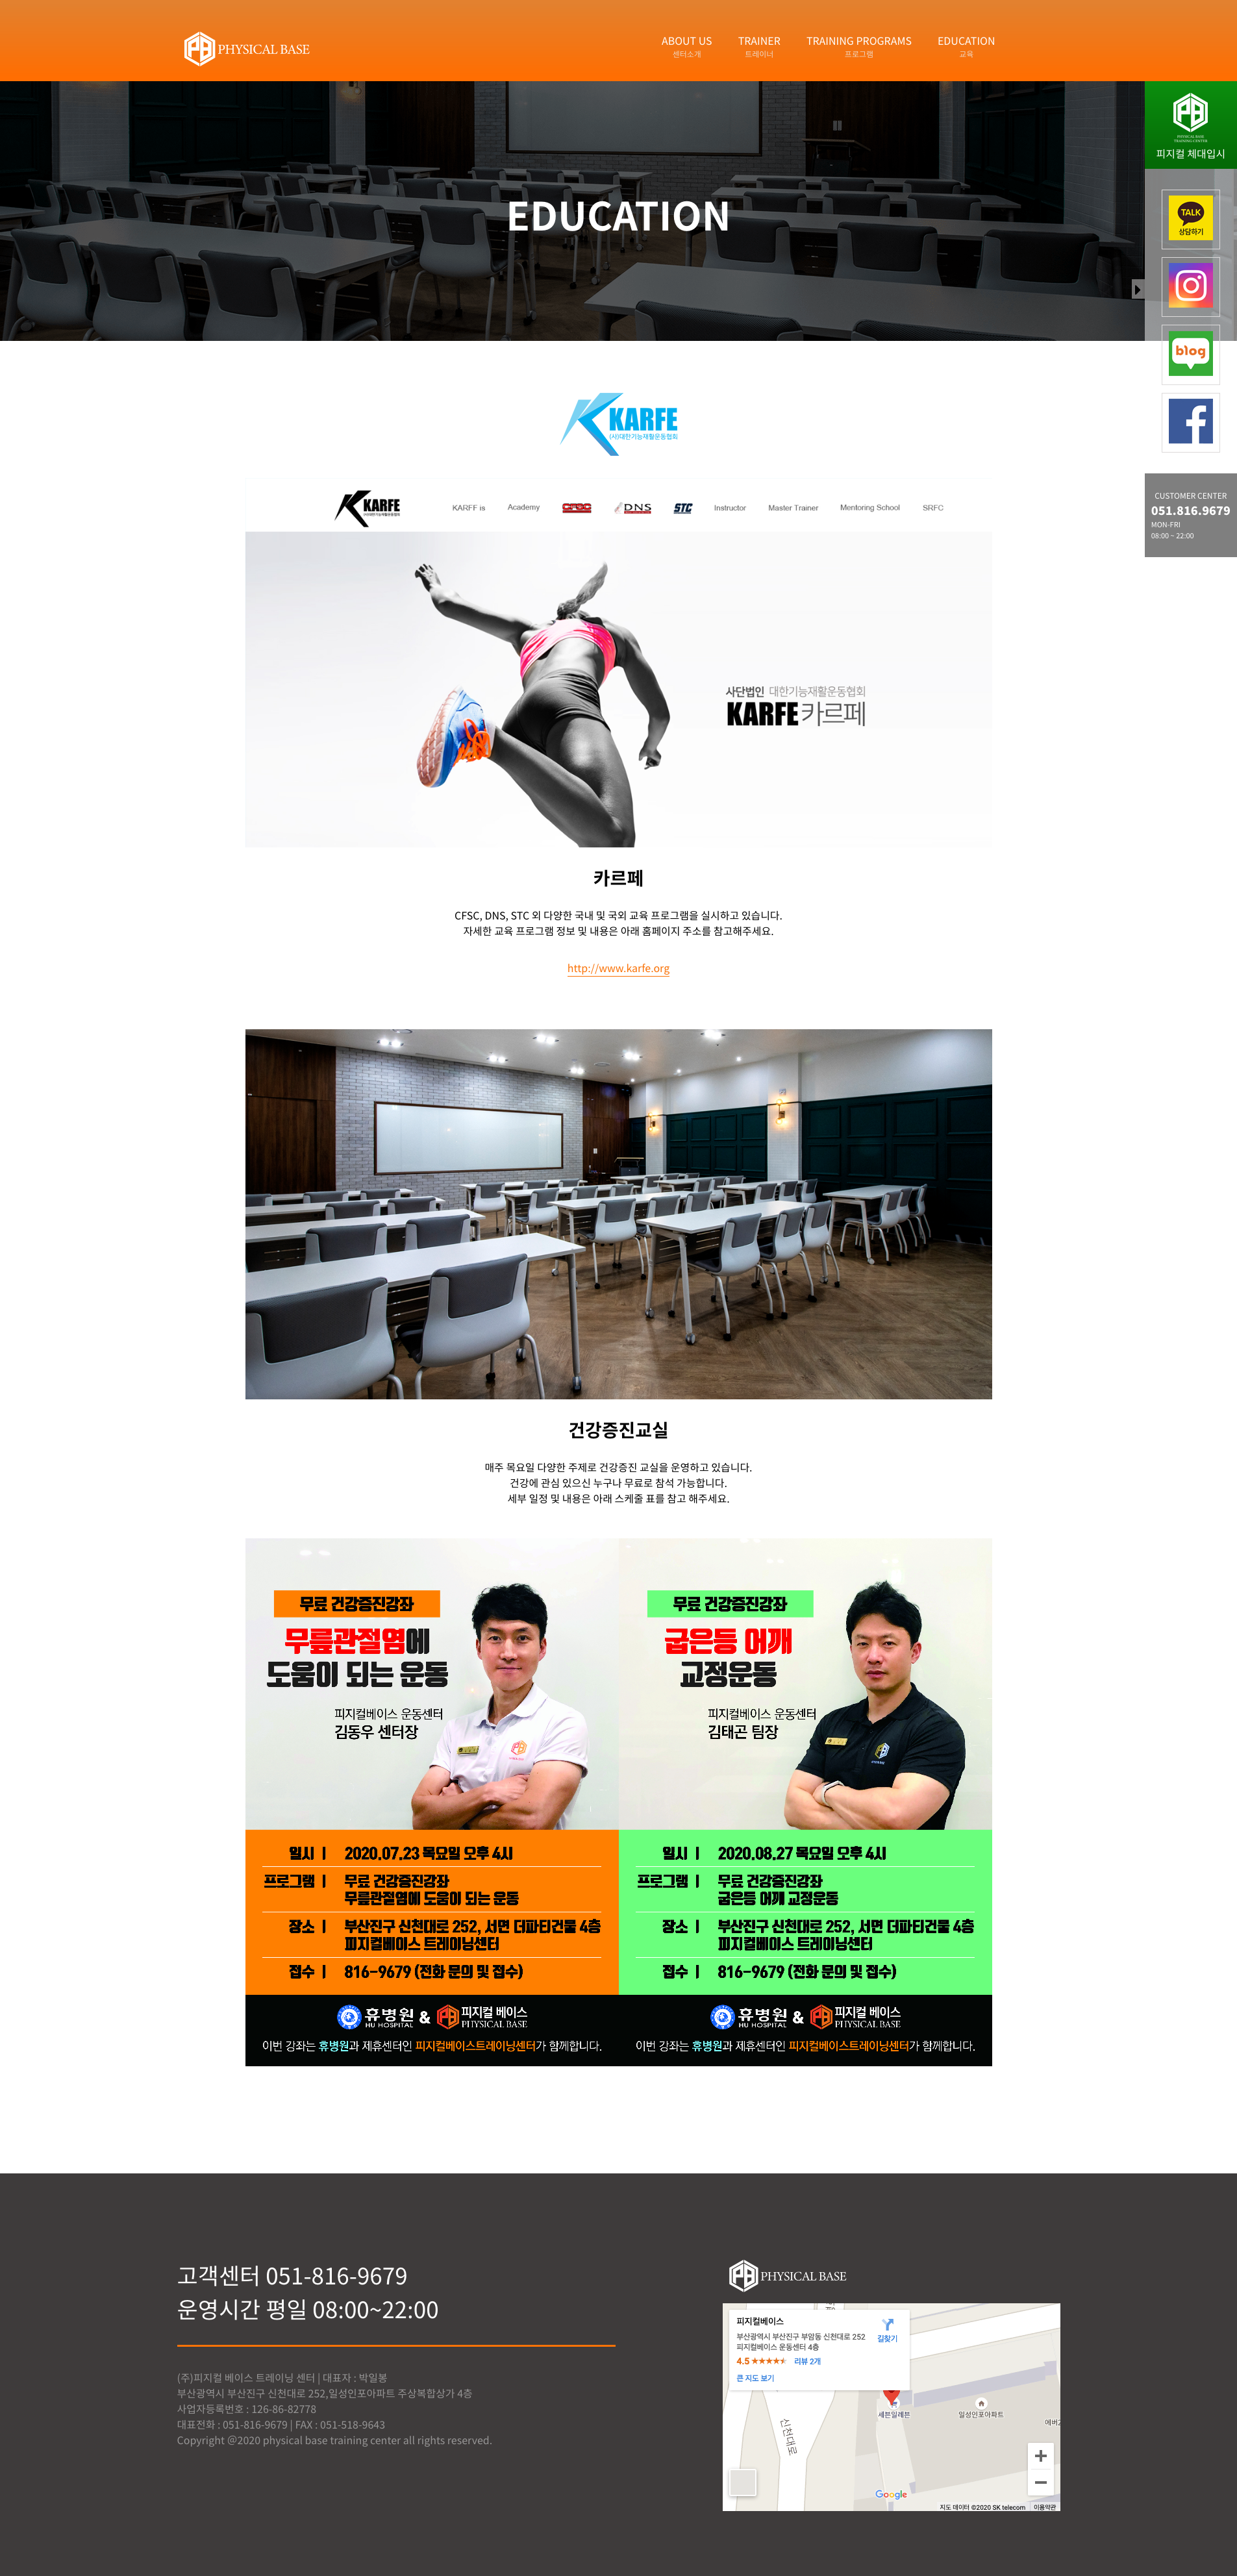 PHYSICAL BASE
ABOUT US
센터소개
TRAINER
트레이너
TRAINING PROGRAMS
프로그램
EDUCATION
교육
PHYSICAL BASE
TRAINING CENTER
피지컬 체대입시
EDUCATION
TALK
상담하기
blog
CUSTOMER CENTER
051.816.9679
MON-FRI
08:00 ~ 22:00
KARFE
(사)대한기능재활운동협회
KARFE
KARFF is
Academy
CFSC
DNS
STC
Instructor
Master Trainer
Mentoring School
SRFC
사단법인 대한기능재활운동협회
KARFE 카르페
카르페
CFSC, DNS, STC 외 다양한 국내 및 국외 교육 프로그램을 실시하고 있습니다.
자세한 교육 프로그램 정보 및 내용은 아래 홈페이지 주소를 참고해주세요.
http://www.karfe.org
건강증진교실
매주 목요일 다양한 주제로 건강증진 교실을 운영하고 있습니다.
건강에 관심 있으신 누구나 무료로 참석 가능합니다.
세부 일정 및 내용은 아래 스케줄 표를 참고 해주세요.
무료 건강증진강좌
무릎관절염에
도움이 되는 운동
피지컬베이스 운동센터
김동우 센터장
일시 | 2020.07.23 목요일 오후 4시
프로그램 | 무료 건강증진강좌
무릎관절염에 도움이 되는 운동
장소 | 부산진구 신천대로 252, 서면 더파티건물 4층
피지컬베이스 트레이닝센터
접수 | 816-9679 (전화 문의 및 접수)
휴병원 & 피지컬 베이스
HU HOSPITAL PHYSICAL BASE
이번 강좌는 휴병원과 제휴센터인 피지컬베이스트레이닝센터가 함께합니다.
무료 건강증진강좌
굽은등 어깨
교정운동
피지컬베이스 운동센터
김태곤 팀장
일시 | 2020.08.27 목요일 오후 4시
프로그램 | 무료 건강증진강좌
굽은등 어깨 교정운동
장소 | 부산진구 신천대로 252, 서면 더파티건물 4층
피지컬베이스 트레이닝센터
접수 | 816-9679 (전화 문의 및 접수)
휴병원 & 피지컬 베이스
HU HOSPITAL PHYSICAL BASE
이번 강좌는 휴병원과 제휴센터인 피지컬베이스트레이닝센터가 함께합니다.
고객센터 051-816-9679
운영시간 평일 08:00~22:00
(주)피지컬 베이스 트레이닝 센터 | 대표자 : 박일봉
부산광역시 부산진구 신천대로 252,일성인포아파트 주상복합상가 4층
사업자등록번호 : 126-86-82778
대표전화 : 051-816-9679 | FAX : 051-518-9643
Copyright @2020 physical base training center all rights reserved.
PHYSICAL BASE
피지컬베이스
부산광역시 부산진구 부암동 신천대로 252
피지컬베이스 운동센터 4층
4.5 ★★★★ 리뷰 2개
큰 지도 보기
길찾기
세븐일레븐
일성인포아파트
신천대로
Google
지도 데이터 ©2020 SK telecom
이용약관